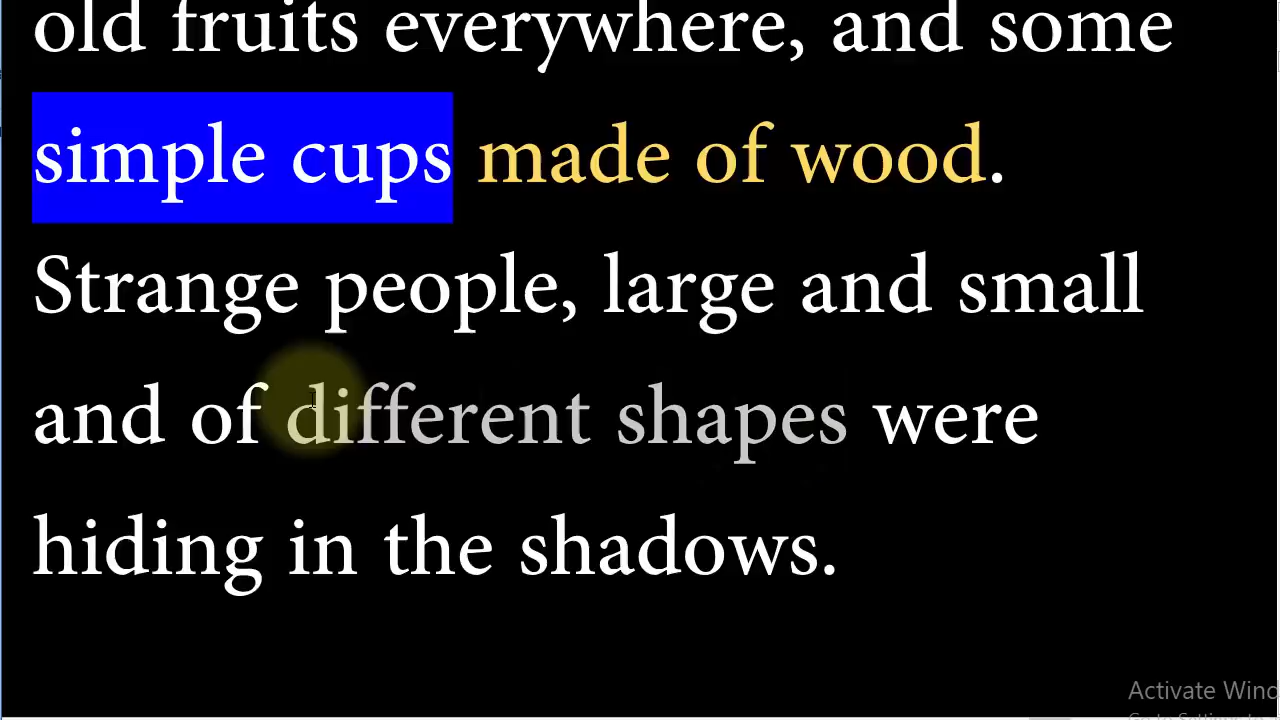 old fruits everywhere, and some
simple cups made of wood.
Strange people, large and small
and of different shapes were
hiding in the shadows.
Activate Wind